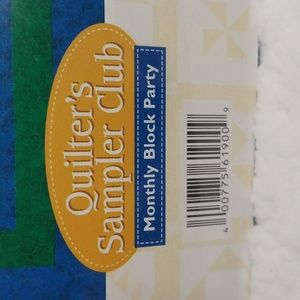 Quilter's
Sampler Club
Monthly Block Party
4 00775 61900 9